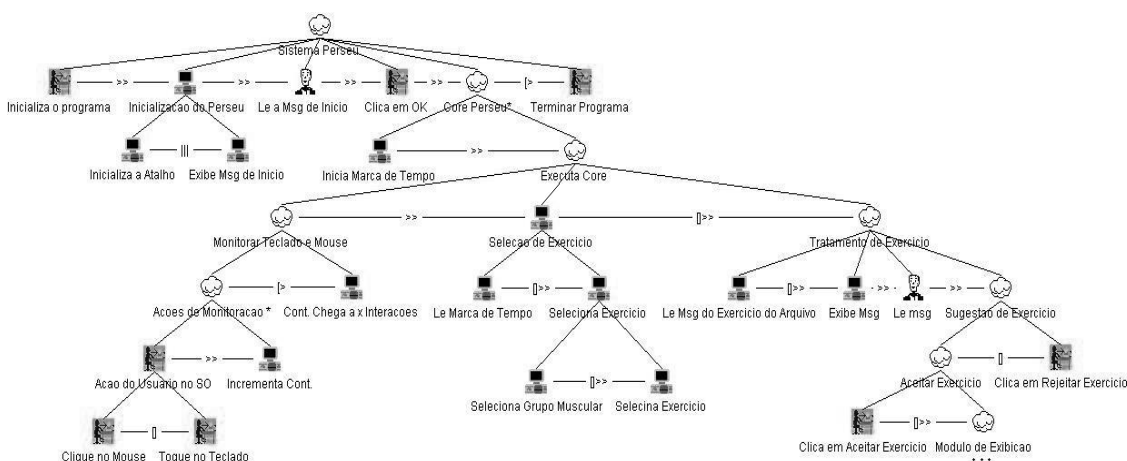 Sistema Perseu
>> >> >> >> [>
Inicializa o programa Inicializacao do Perseu Le a Msg de Inicio Clica em OK Core Perseu* Terminar Programa
||| >>
Inicializa a Atalho Exibe Msg de Inicio Inicia Marca de Tempo Executa Core
>> []>>
Monitorar Teclado e Mouse Selecao de Exercicio Tratamento de Exercicio
[> []>> []>> >> >>
Acoes de Monitoracao * Cont. Chega a x Interacoes Le Marca de Tempo Seleciona Exercicio Le Msg do Exercicio do Arquivo Exibe Msg Le msg Sugestao de Exercicio
>> []
Acao do Usuario no SO Incrementa Cont. Aceitar Exercicio Clica em Rejeitar Exercicio
[]>>
Seleciona Grupo Muscular Selecina Exercicio
[] []>>
Clique no Mouse Toque no Teclado Clica em Aceitar Exercicio Modulo de Exibicao
...